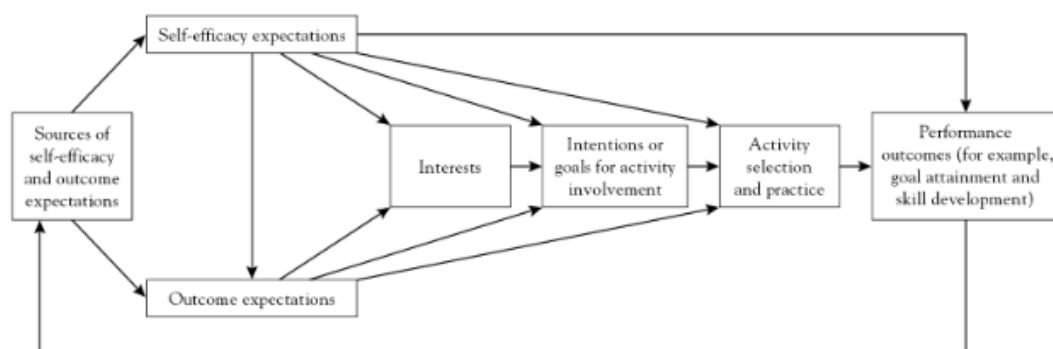 Self-efficacy expectations
Sources of
self-efficacy
and outcome
expectations
Interests
Intentions or
goals for activity
involvement
Activity
selection
and practice
Performance
outcomes (for example,
goal attainment and
skill development)
Outcome expectations